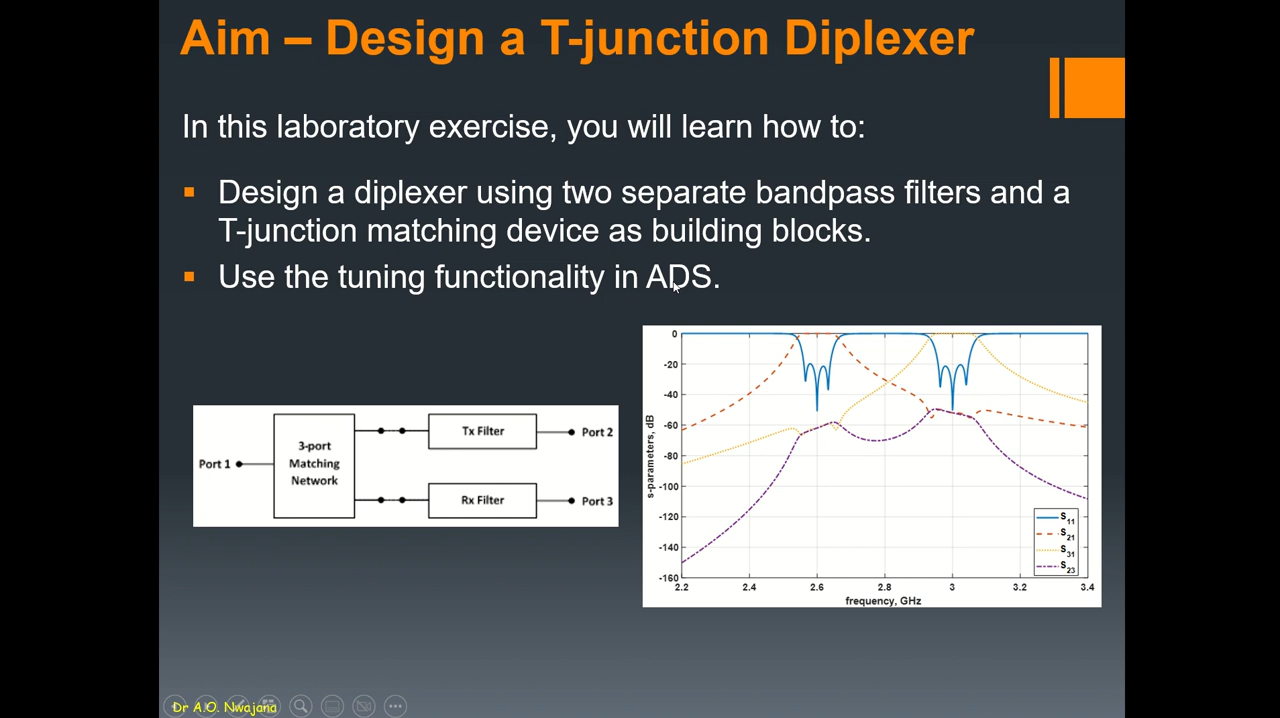 Aim – Design a T-junction Diplexer
In this laboratory exercise, you will learn how to:
▪ Design a diplexer using two separate bandpass filters and a
T-junction matching device as building blocks.
▪ Use the tuning functionality in ADS.
Port 1
3-port
Matching
Network
Tx Filter
Port 2
Rx Filter
Port 3
s-parameters, dB
0
-20
-40
-60
-80
-100
-120
-140
-160
2.2 2.4 2.6 2.8 3 3.2 3.4
frequency, GHz
S11
S21
S31
S23
Dr A.O. Nwajana